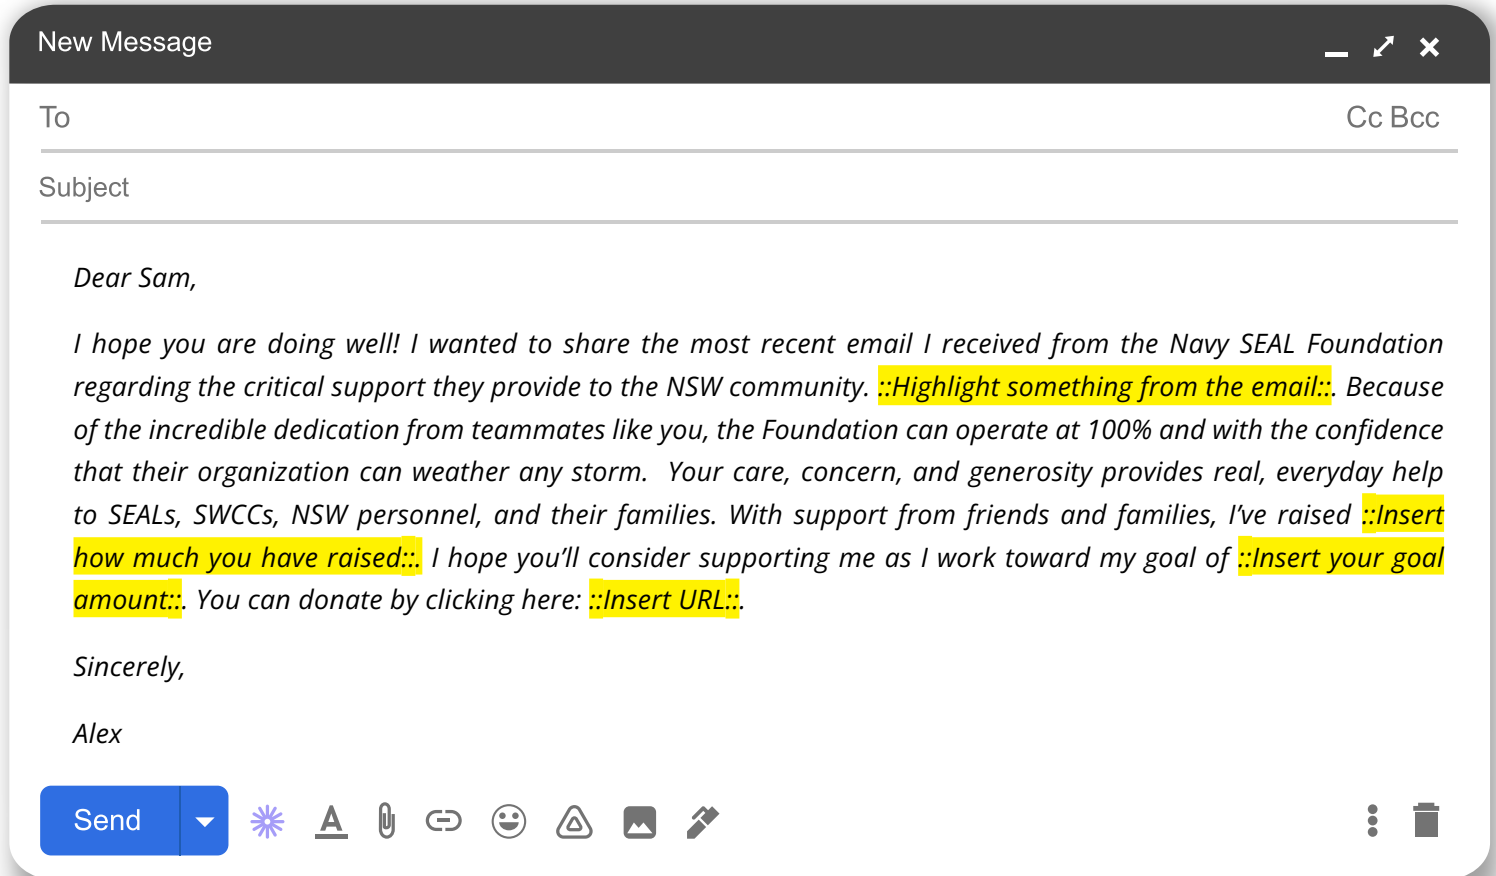 New Message
To Cc Bcc
Subject
Dear Sam,
I hope you are doing well! I wanted to share the most recent email I received from the Navy SEAL Foundation
regarding the critical support they provide to the NSW community. ::Highlight something from the email::. Because
of the incredible dedication from teammates like you, the Foundation can operate at 100% and with the confidence
that their organization can weather any storm.  Your care, concern, and generosity provides real, everyday help
to SEALs, SWCCs, NSW personnel, and their families. With support from friends and families, I’ve raised ::Insert
how much you have raised::. I hope you’ll consider supporting me as I work toward my goal of ::Insert your goal
amount::. You can donate by clicking here: ::Insert URL::.
Sincerely,
Alex
Send